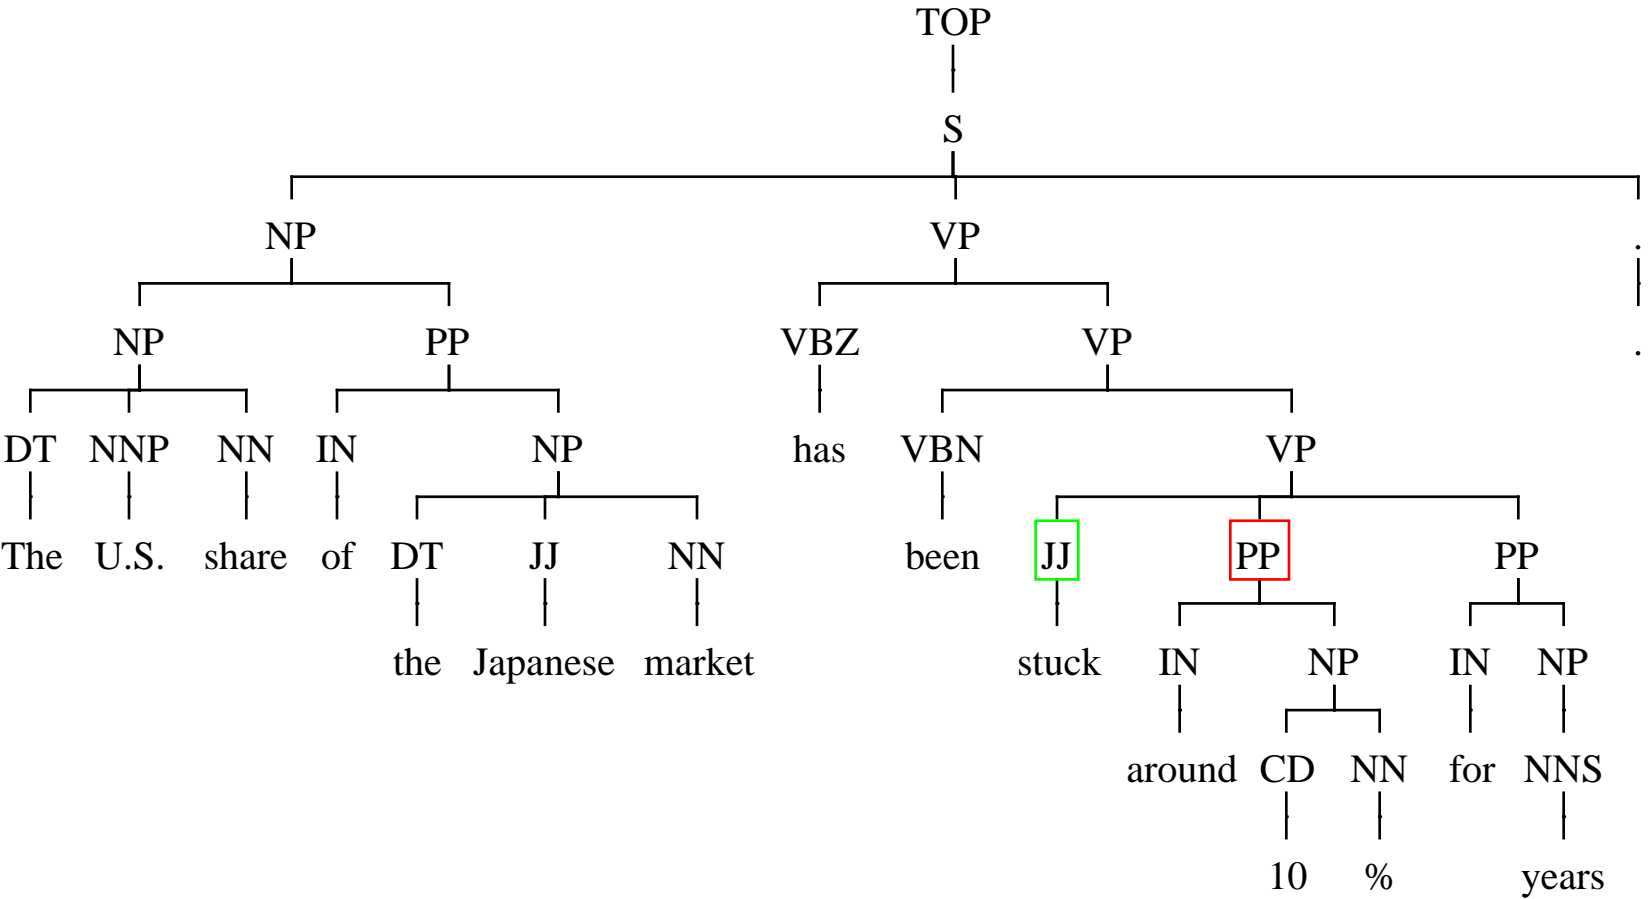 TOP
S
NP VP .
NP PP VBZ VP .
DT NNP NN IN NP has VBN VP
The U.S. share of DT JJ NN been JJ PP PP
the Japanese market stuck IN NP IN NP
around CD NN for NNS
10 % years